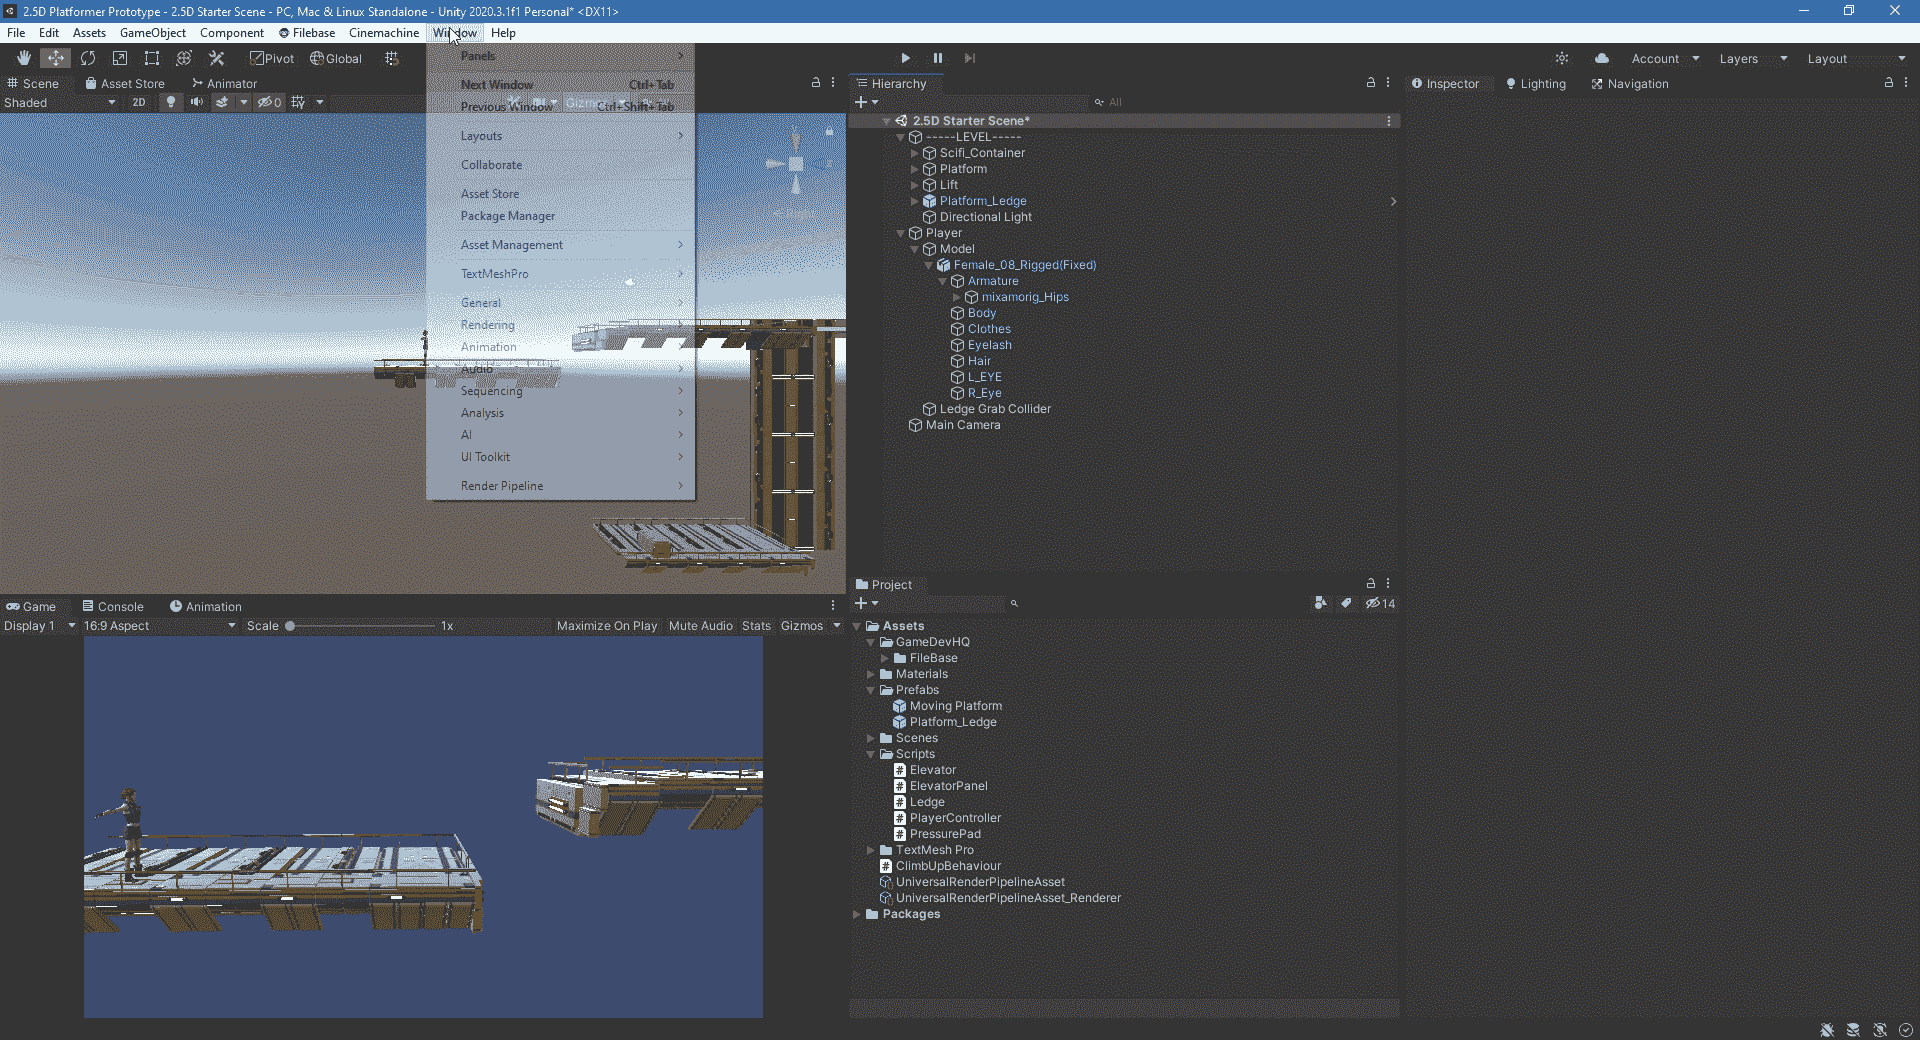 2.5D Platformer Prototype - 2.5D Starter Scene - PC, Mac & Linux Standalone - Unity 2020.3.1f1 Personal* <DX11>
File Edit Assets GameObject Component Filebase Cinemachine Window Help
Pivot Global Account Layers Layout
Scene Asset Store Animator
Shaded 2D 0 Gizmo
Panels
Next Window Ctrl+Tab
Previous Window Ctrl+Shift+Tab
Layouts
Collaborate
Asset Store
Package Manager
Asset Management
TextMeshPro
General
Rendering
Animation
Audio
Sequencing
Analysis
AI
UI Toolkit
Render Pipeline
Hierarchy
All
2.5D Starter Scene*
-----LEVEL-----
Scifi_Container
Platform
Lift
Platform_Ledge
Directional Light
Player
Model
Female_08_Rigged(Fixed)
Armature
mixamorig_Hips
Body
Clothes
Eyelash
Hair
L_EYE
R_Eye
Ledge Grab Collider
Main Camera
Inspector Lighting Navigation
Game Console Animation
Display 1 16:9 Aspect Scale 1x Maximize On Play Mute Audio Stats Gizmos
Project
14
Assets
GameDevHQ
FileBase
Materials
Prefabs
Moving Platform
Platform_Ledge
Scenes
Scripts
Elevator
ElevatorPanel
Ledge
PlayerController
PressurePad
TextMesh Pro
ClimbUpBehaviour
UniversalRenderPipelineAsset
UniversalRenderPipelineAsset_Renderer
Packages